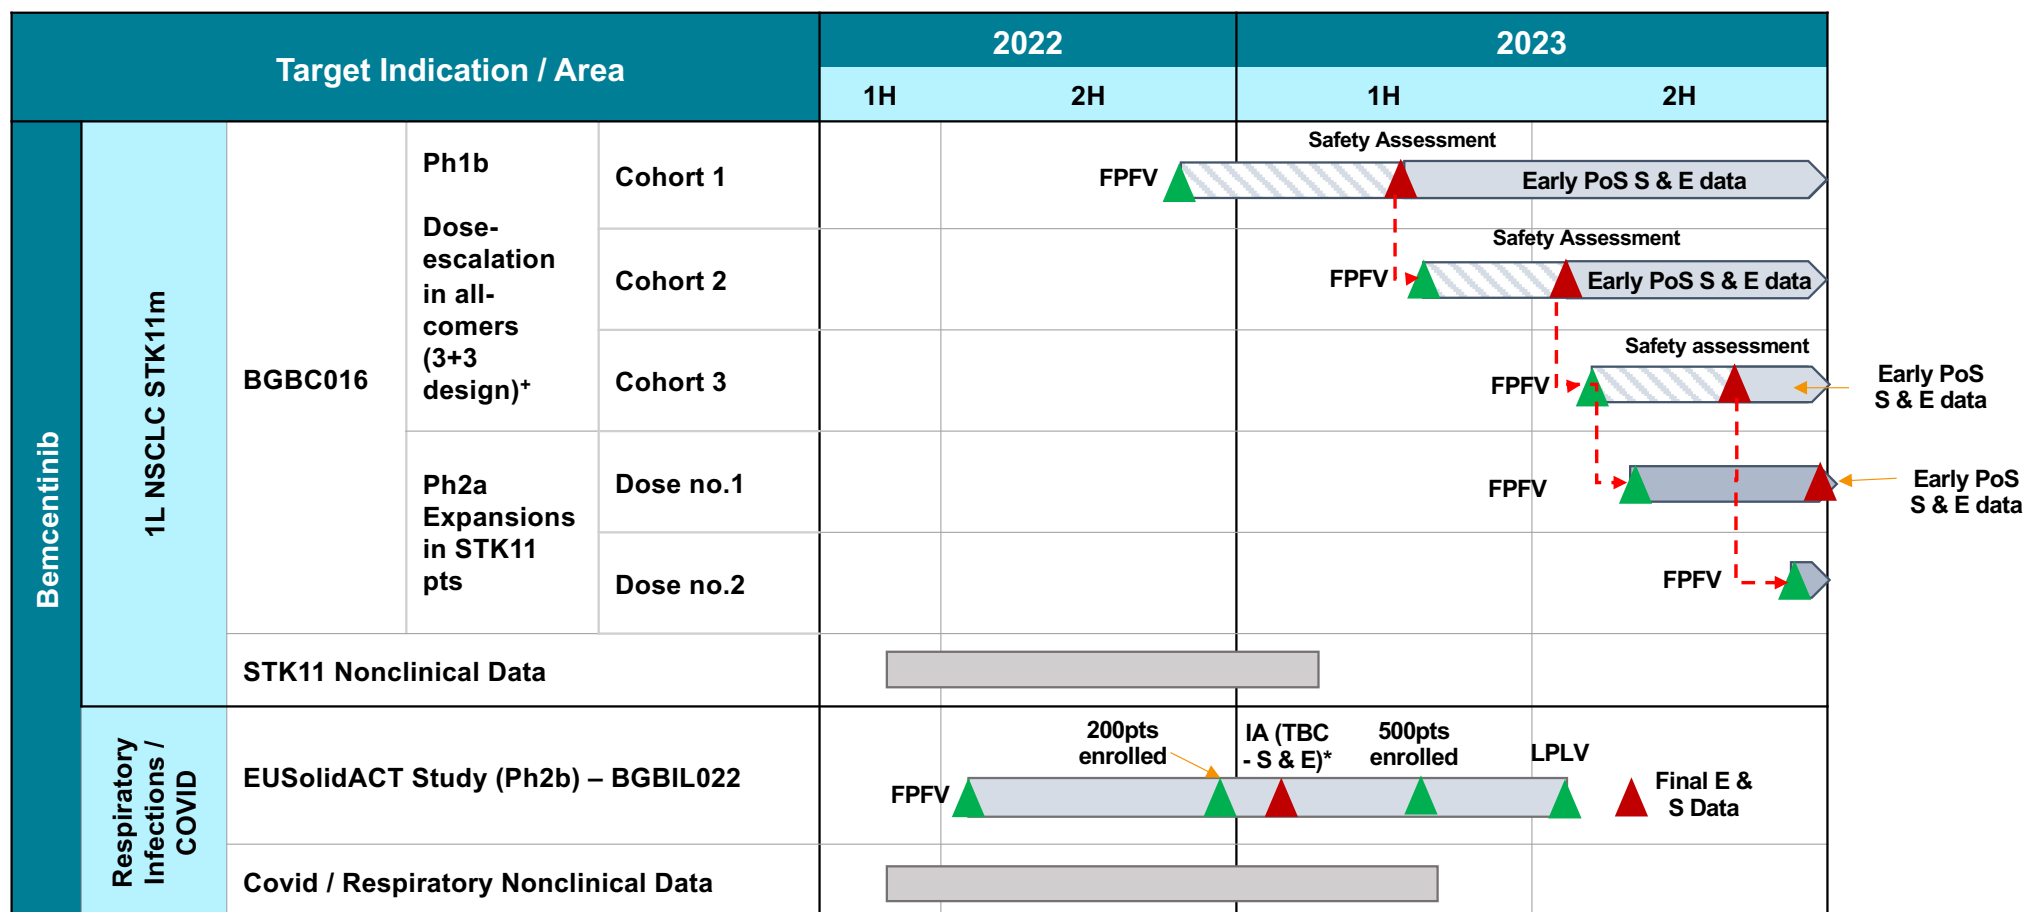 Target Indication / Area
2022
2023
1H
2H
1H
2H
Bemcentinib
1L NSCLC STK11m
BGBC016
Ph1b
Dose-
escalation
in all-
comers
(3+3
design)⁺
Cohort 1
FPFV
Safety Assessment
Early PoS S & E data
Cohort 2
FPFV
Safety Assessment
Early PoS S & E data
Cohort 3
FPFV
Safety assessment
Early PoS
S & E data
Ph2a
Expansions
in STK11
pts
Dose no.1
FPFV
Early PoS
S & E data
Dose no.2
FPFV
STK11 Nonclinical Data
Respiratory
Infections /
COVID
EUSolidACT Study (Ph2b) – BGBIL022
FPFV
200pts
enrolled
IA (TBC
- S & E)*
500pts
enrolled
LPLV
Final E &
S Data
Covid / Respiratory Nonclinical Data